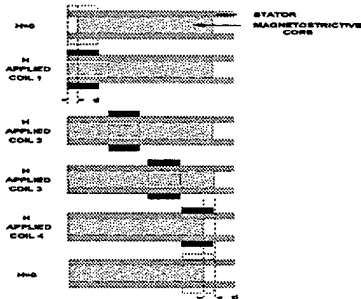 H=0
STATOR
MAGNETOSTRICTIVE
CORE
H
APPLIED
COIL 1
H
APPLIED
COIL 2
H
APPLIED
COIL 3
H
APPLIED
COIL 4
H=0